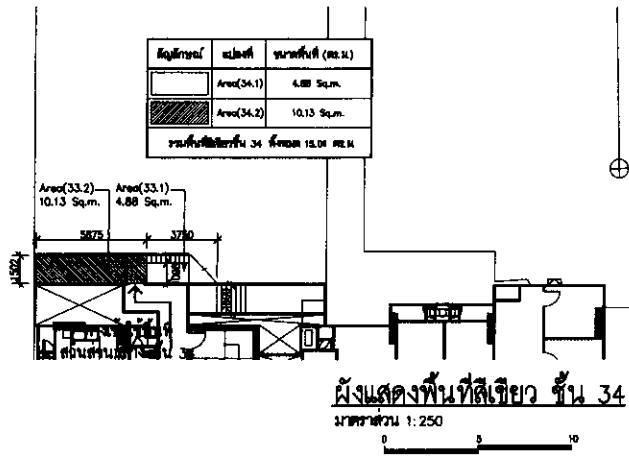 สัญลักษณ์ แปลงที่ ขนาดพื้นที่ (ตร.ม.)
Area(34.1) 4.88 Sq.m.
Area(34.2) 10.13 Sq.m.
รวมพื้นที่สีเขียวชั้น 34 ทั้งหมด 15.01 ตร.ม.
Area(33.2) Area(33.1)
10.13 Sq.m. 4.88 Sq.m.
5875 3750
1502
ผังแสดงพื้นที่สีเขียว ชั้น 34
มาตราส่วน 1:250
0 5 10